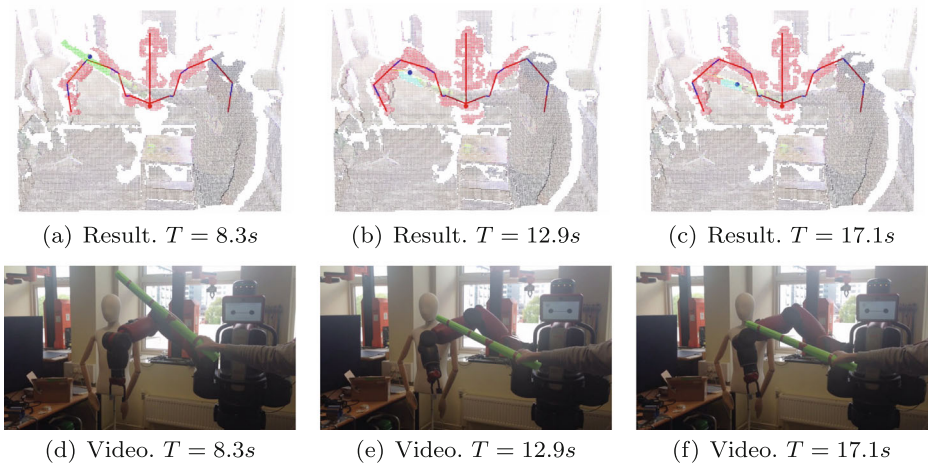 (a) Result. T = 8.3s
(b) Result. T = 12.9s
(c) Result. T = 17.1s
(d) Video. T = 8.3s
(e) Video. T = 12.9s
(f) Video. T = 17.1s